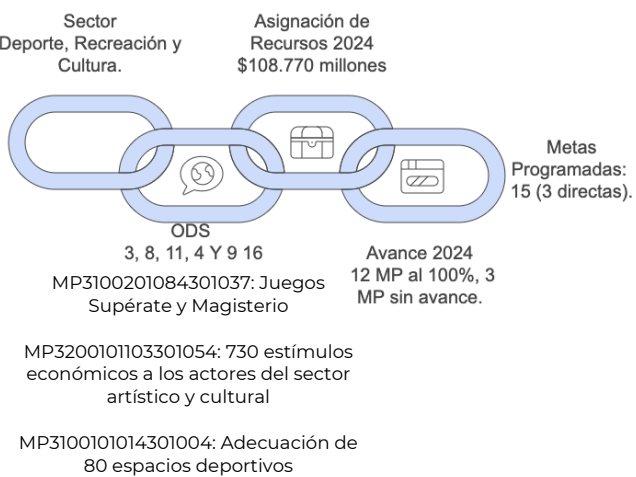 Sector
Deporte, Recreación y
Cultura.
Asignación de
Recursos 2024
$108.770 millones
Metas
Programadas:
15 (3 directas).
ODS
3, 8, 11, 4 Y 9 16
Avance 2024
12 MP al 100%, 3
MP sin avance.
MP3100201084301037: Juegos
Supérate y Magisterio
MP3200101103301054: 730 estímulos
económicos a los actores del sector
artístico y cultural
MP3100101014301004: Adecuación de
80 espacios deportivos